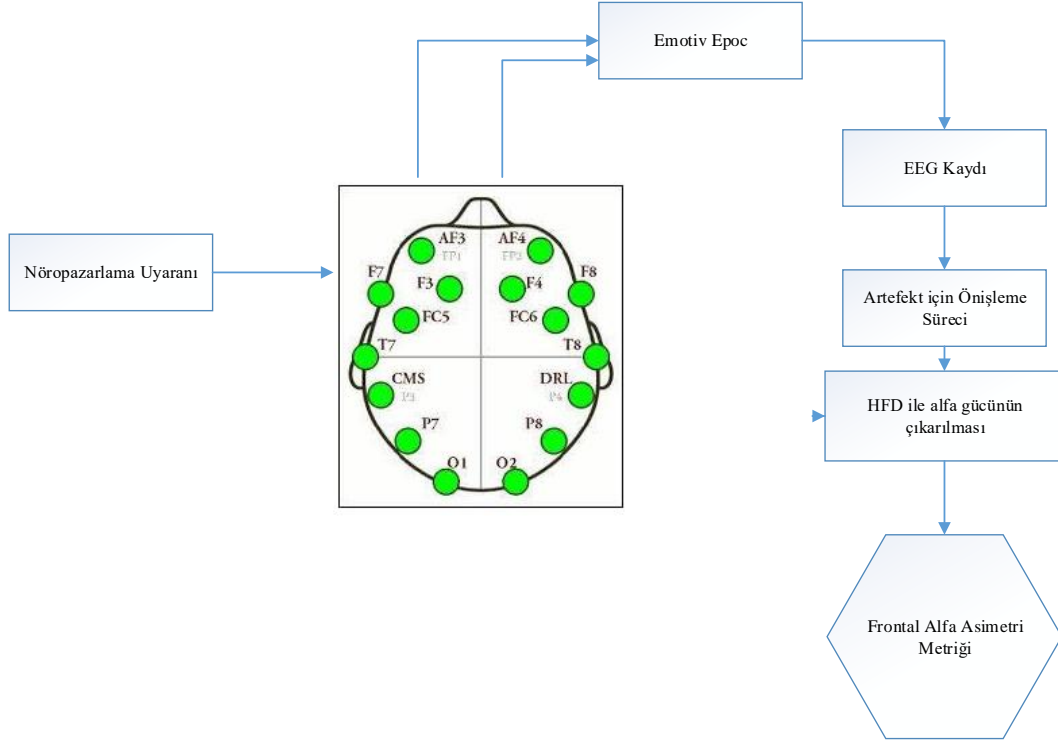 Emotiv Epoc
EEG Kaydı
Nöropazarlama Uyaranı
AF3
AF4
FP1
FP2
F7
F3
F4
F8
FC5
FC6
T7
T8
CMS
DRL
P3
P4
P7
P8
O1
O2
Artefekt için Önişleme
Süreci
HFD ile alfa gücünün
çıkarılması
Frontal Alfa Asimetri
Metriği